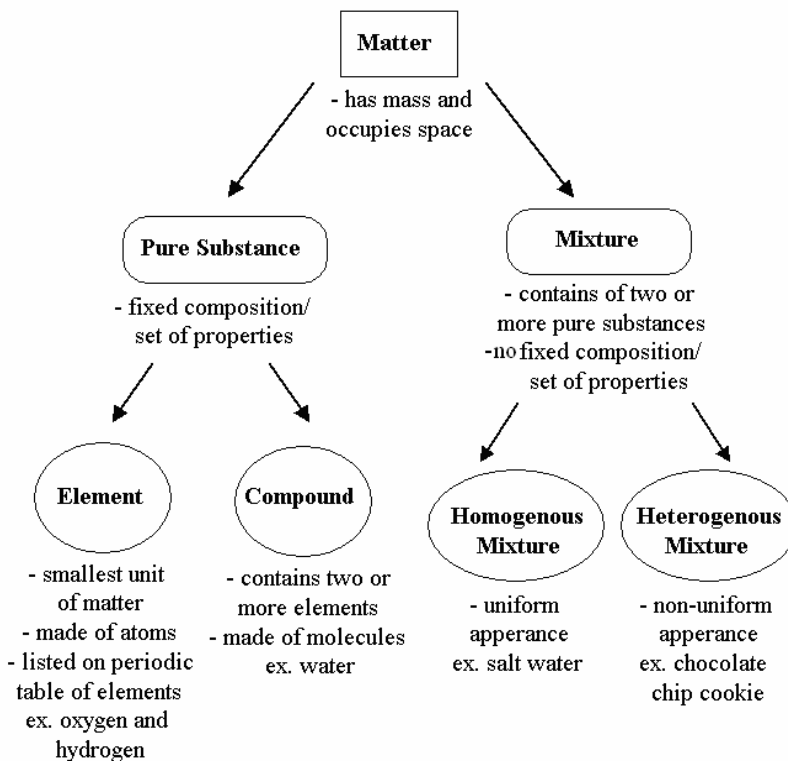 Matter
- has mass and
occupies space
Pure Substance
- fixed composition/
set of properties
Mixture
- contains of two or
more pure substances
-no fixed composition/
set of properties
Element
- smallest unit
of matter
- made of atoms
- listed on periodic
table of elements
ex. oxygen and
hydrogen
Compound
- contains two or
more elements
- made of molecules
ex. water
Homogenous
Mixture
- uniform
apperance
ex. salt water
Heterogenous
Mixture
- non-uniform
apperance
ex. chocolate
chip cookie